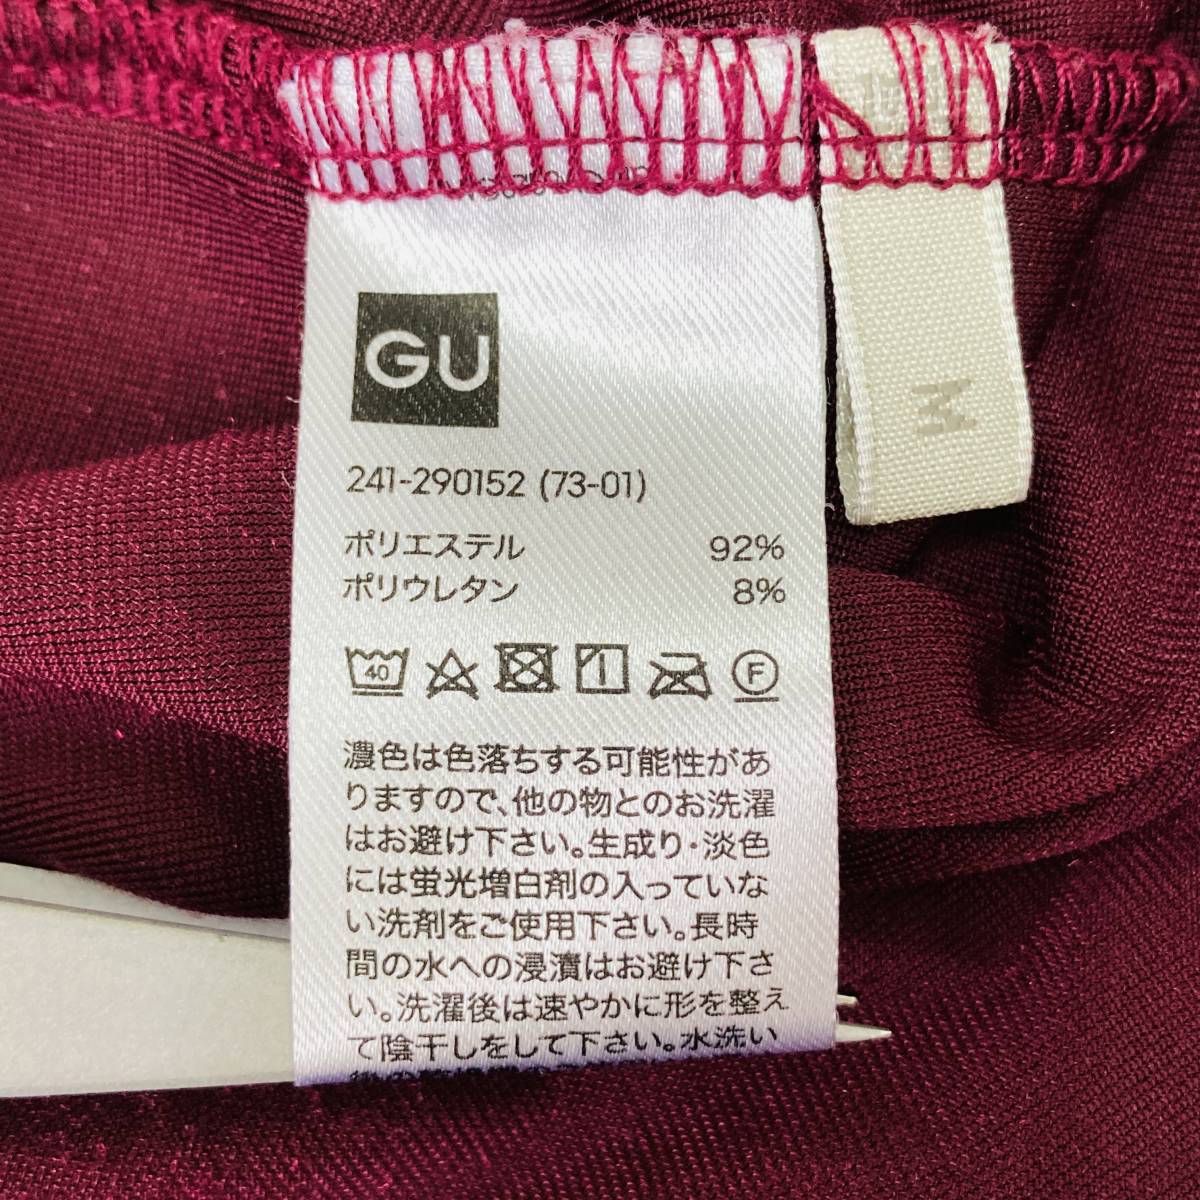 GU
M
241-290152 (73-01)
ポリエステル 92%
ポリウレタン 8%
40 F
濃色は色落ちする可能性があ
りますので、他の物とのお洗濯
はお避け下さい。生成り・淡色
には蛍光増白剤の入っていな
い洗剤をご使用下さい。長時
間の水への浸漬はお避け下さ
い。洗濯後は速やかに形を整え
て陰干しをして下さい。水洗い